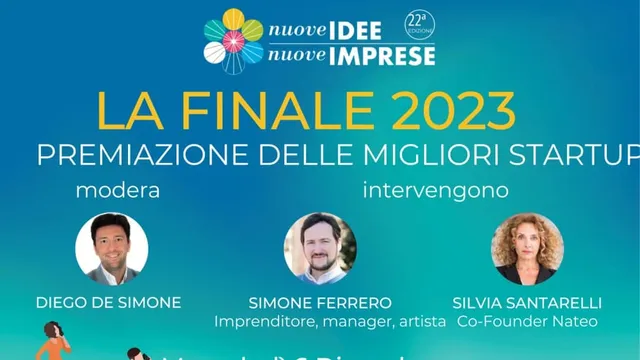 nuove IDEE
nuove IMPRESE
22ª
EDIZIONE
LA FINALE 2023
PREMIAZIONE DELLE MIGLIORI STARTUP
modera
intervengono
DIEGO DE SIMONE
SIMONE FERRERO
Imprenditore, manager, artista
SILVIA SANTARELLI
Co-Founder Nateo